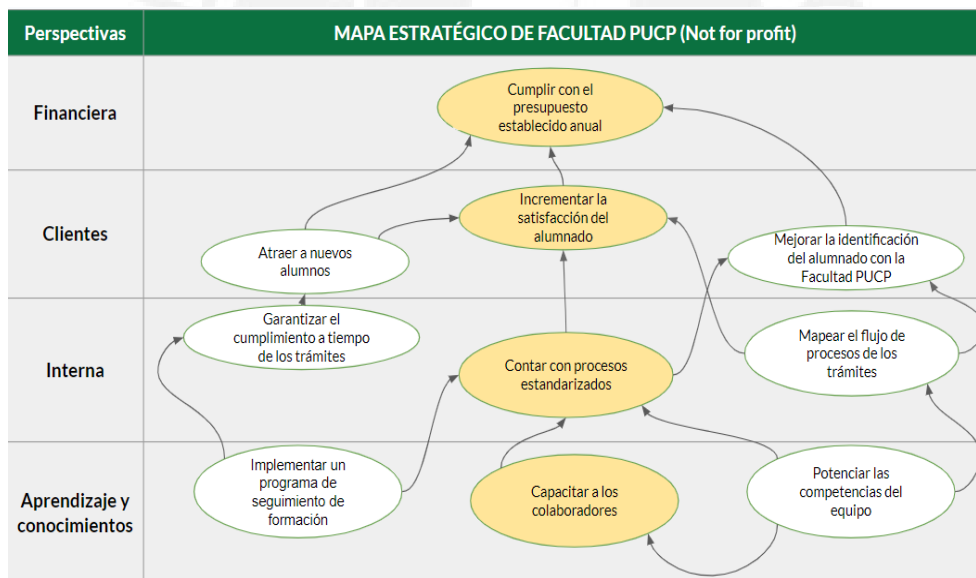 Perspectivas
MAPA ESTRATÉGICO DE FACULTAD PUCP (Not for profit)
Financiera
Cumplir con el
presupuesto
establecido anual
Clientes
Atraer a nuevos
alumnos
Incrementar la
satisfacción del
alumnado
Mejorar la identificación
del alumnado con la
Facultad PUCP
Interna
Garantizar el
cumplimiento a tiempo
de los trámites
Contar con procesos
estandarizados
Mapear el flujo de
procesos de los
trámites
Aprendizaje y
conocimientos
Implementar un
programa de
seguimiento de
formación
Capacitar a los
colaboradores
Potenciar las
competencias del
equipo